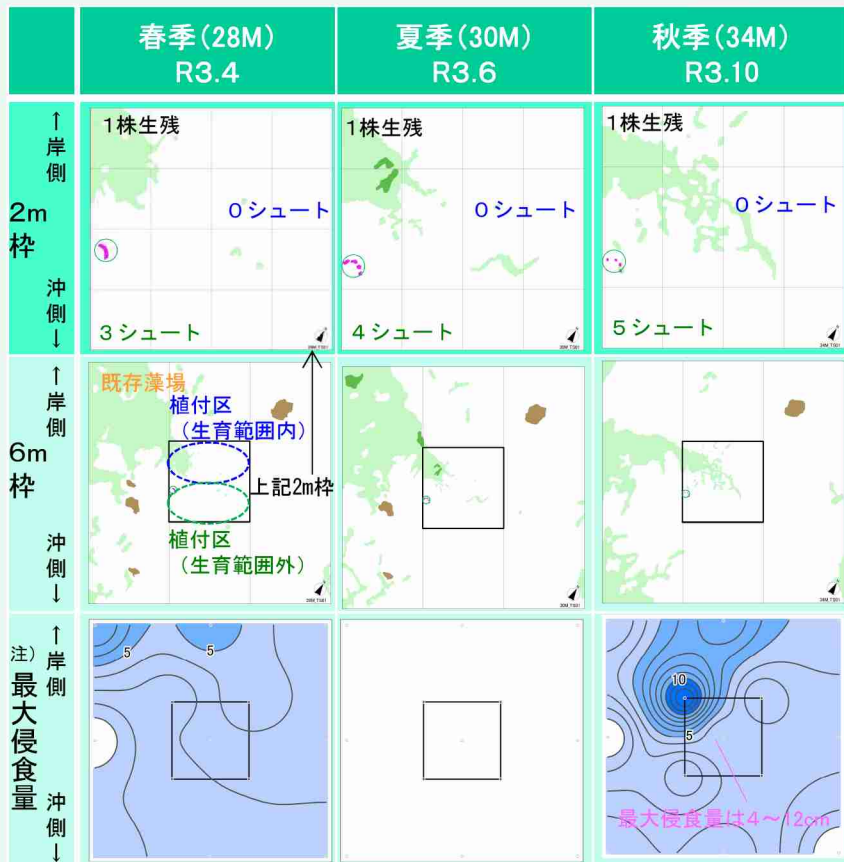 春季(28M)
R3.4
夏季(30M)
R3.6
秋季(34M)
R3.10
↑
岸
側
2m
枠
沖
側
↓
1株生残
0シュート
3シュート
1株生残
0シュート
4シュート
1株生残
0シュート
5シュート
↑
岸
側
6m
枠
沖
側
↓
既存藻場
植付区
(生育範囲内)
上記2m枠
植付区
(生育範囲外)
注)
↑
岸
側
最
大
侵
食
量
沖
側
↓
5
5
10
5
最大侵食量は4～12cm